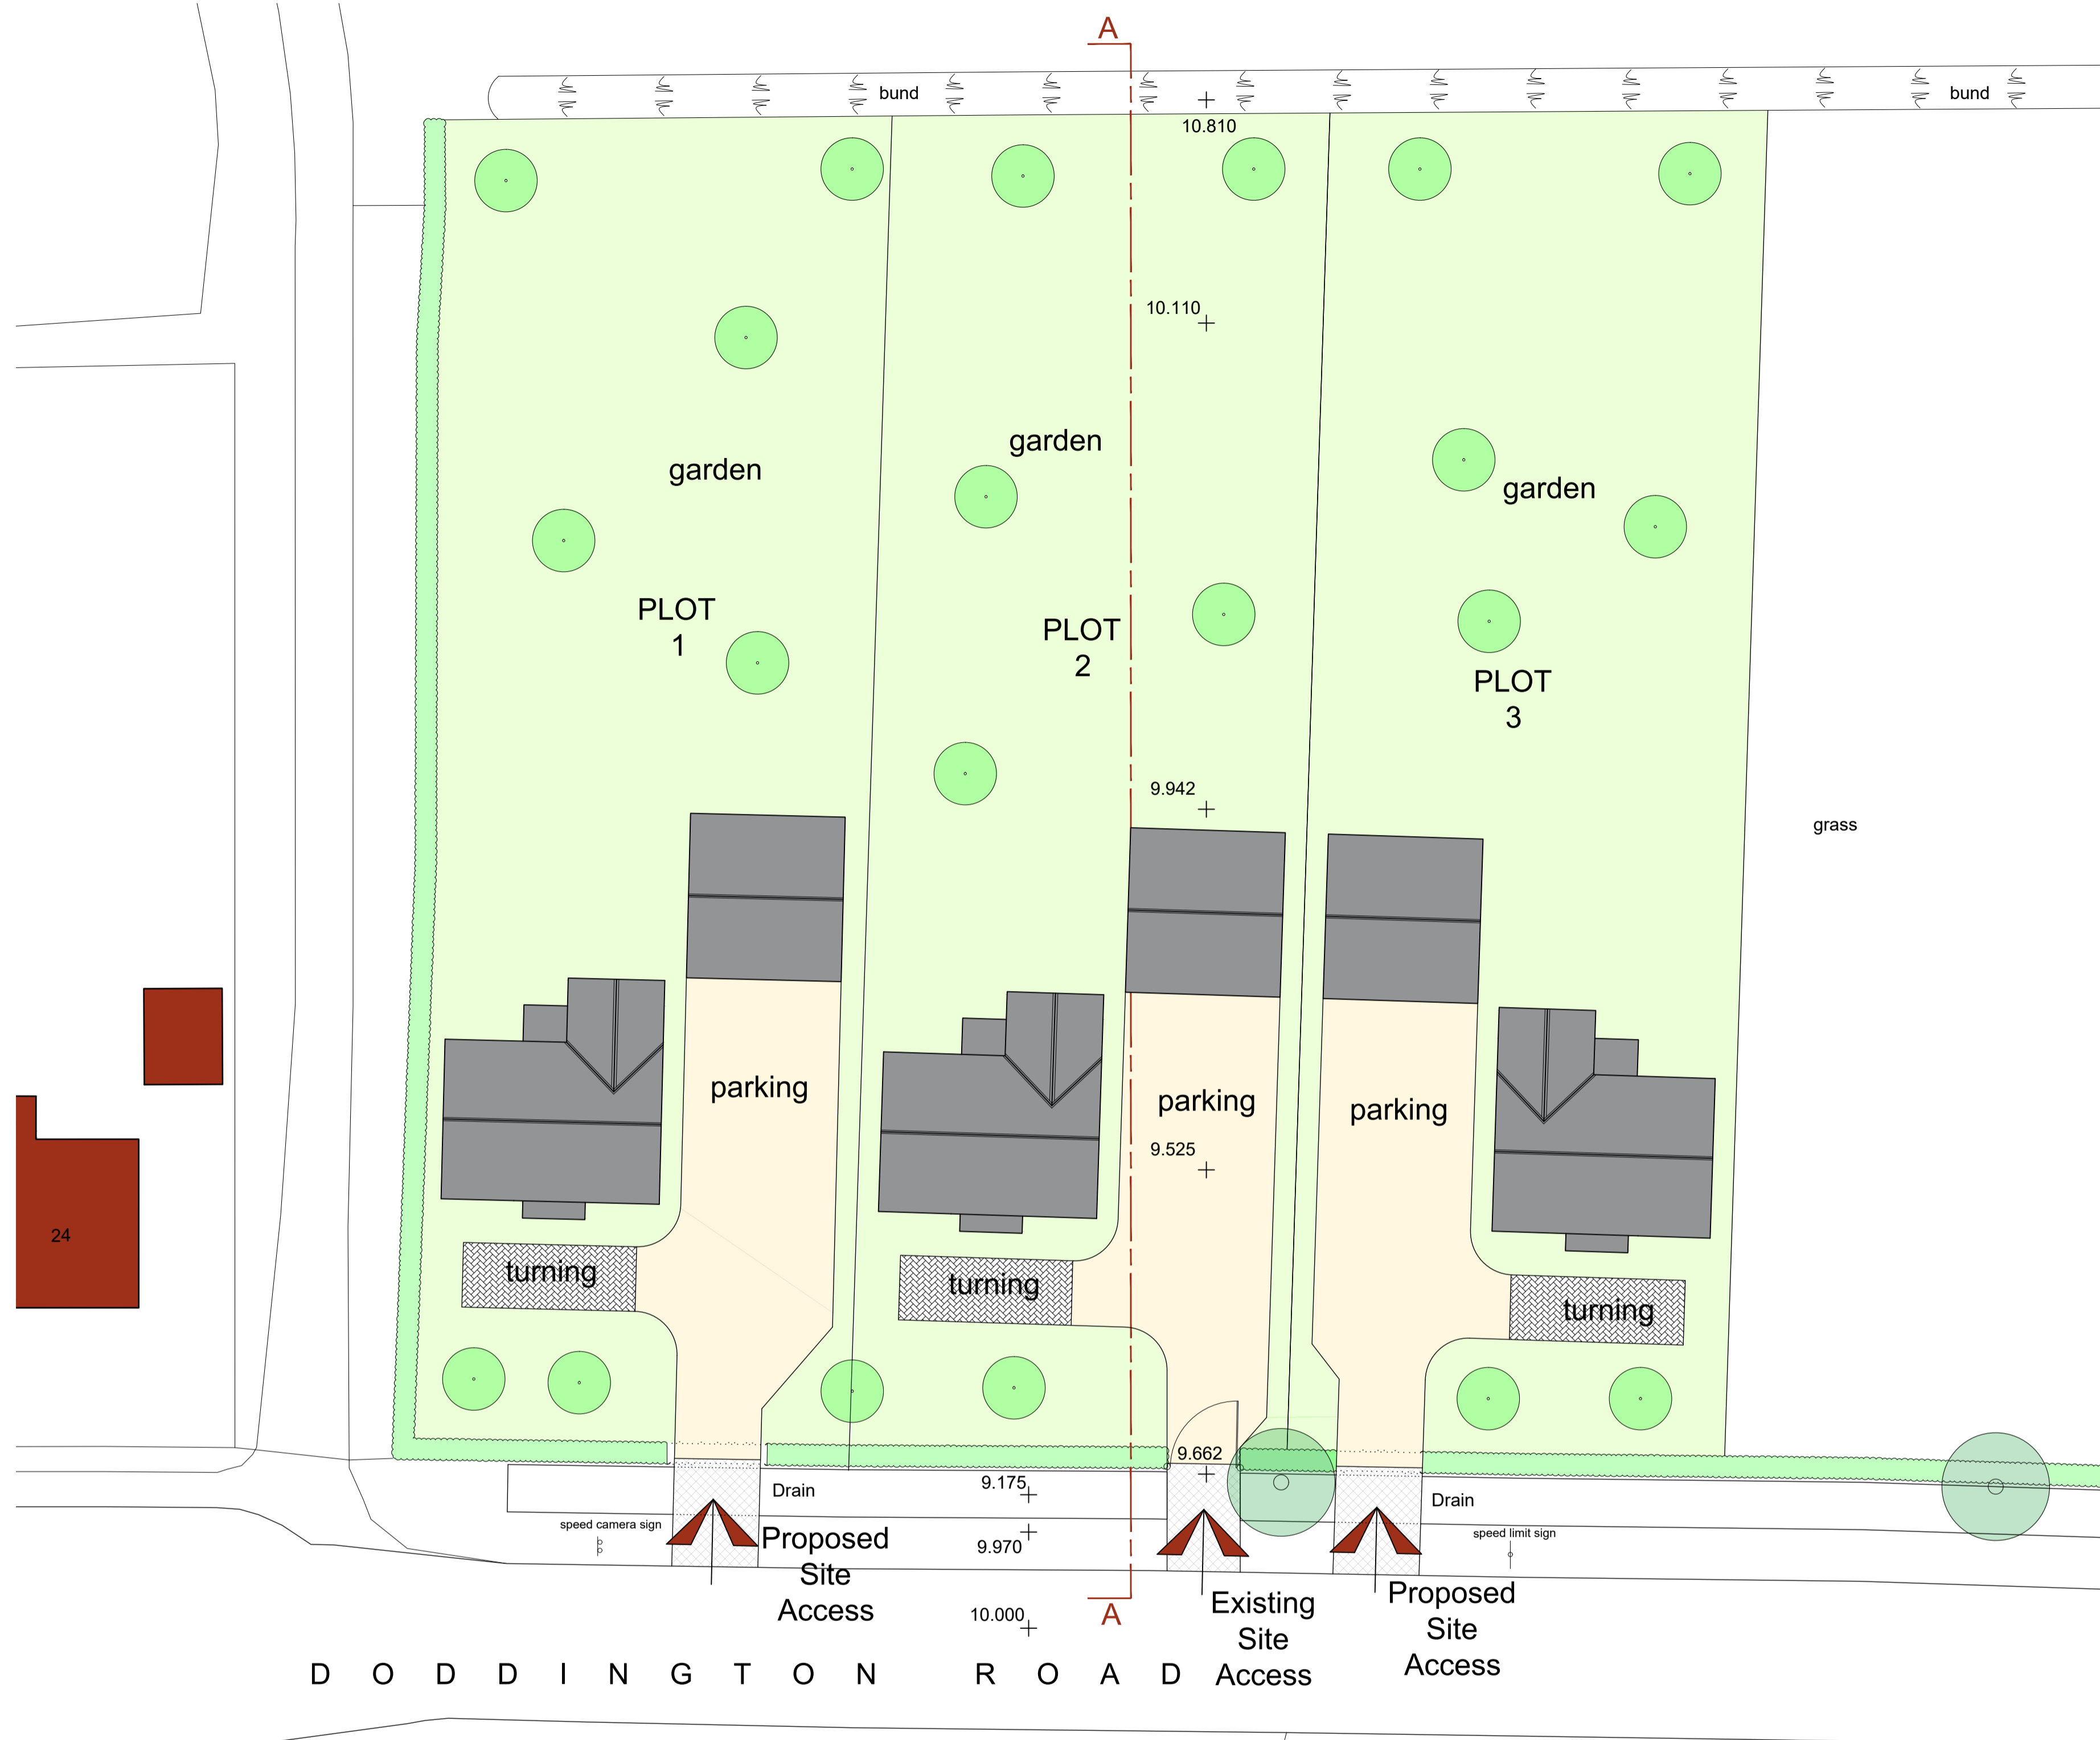 A
bund
bund
10.810
10.110
garden
garden
garden
PLOT
1
PLOT
2
PLOT
3
9.942
grass
parking
parking
parking
9.525
24
turning
turning
turning
9.662
9.175
Drain
Drain
speed camera sign
speed limit sign
9.970
Proposed
Site
Access
Existing
Site
Access
Proposed
Site
Access
10.000
A
DODDINGTON ROAD